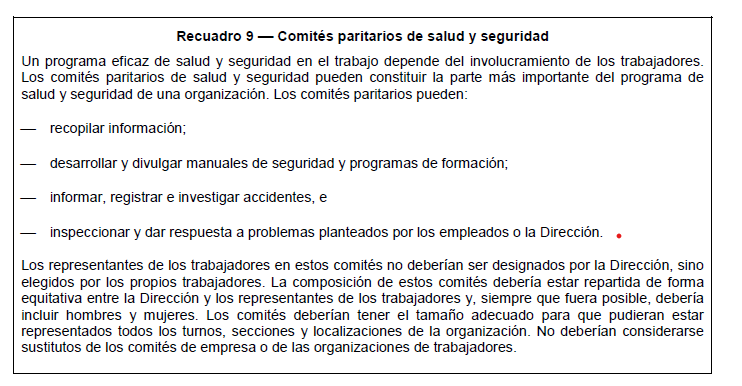 Recuadro 9 — Comités paritarios de salud y seguridad
Un programa eficaz de salud y seguridad en el trabajo depende del involucramiento de los trabajadores.
Los comités paritarios de salud y seguridad pueden constituir la parte más importante del programa de
salud y seguridad de una organización. Los comités paritarios pueden:
— recopilar información;
— desarrollar y divulgar manuales de seguridad y programas de formación;
— informar, registrar e investigar accidentes, e
— inspeccionar y dar respuesta a problemas planteados por los empleados o la Dirección.
Los representantes de los trabajadores en estos comités no deberían ser designados por la Dirección, sino
elegidos por los propios trabajadores. La composición de estos comités debería estar repartida de forma
equitativa entre la Dirección y los representantes de los trabajadores y, siempre que fuera posible, debería
incluir hombres y mujeres. Los comités deberían tener el tamaño adecuado para que pudieran estar
representados todos los turnos, secciones y localizaciones de la organización. No deberían considerarse
sustitutos de los comités de empresa o de las organizaciones de trabajadores.